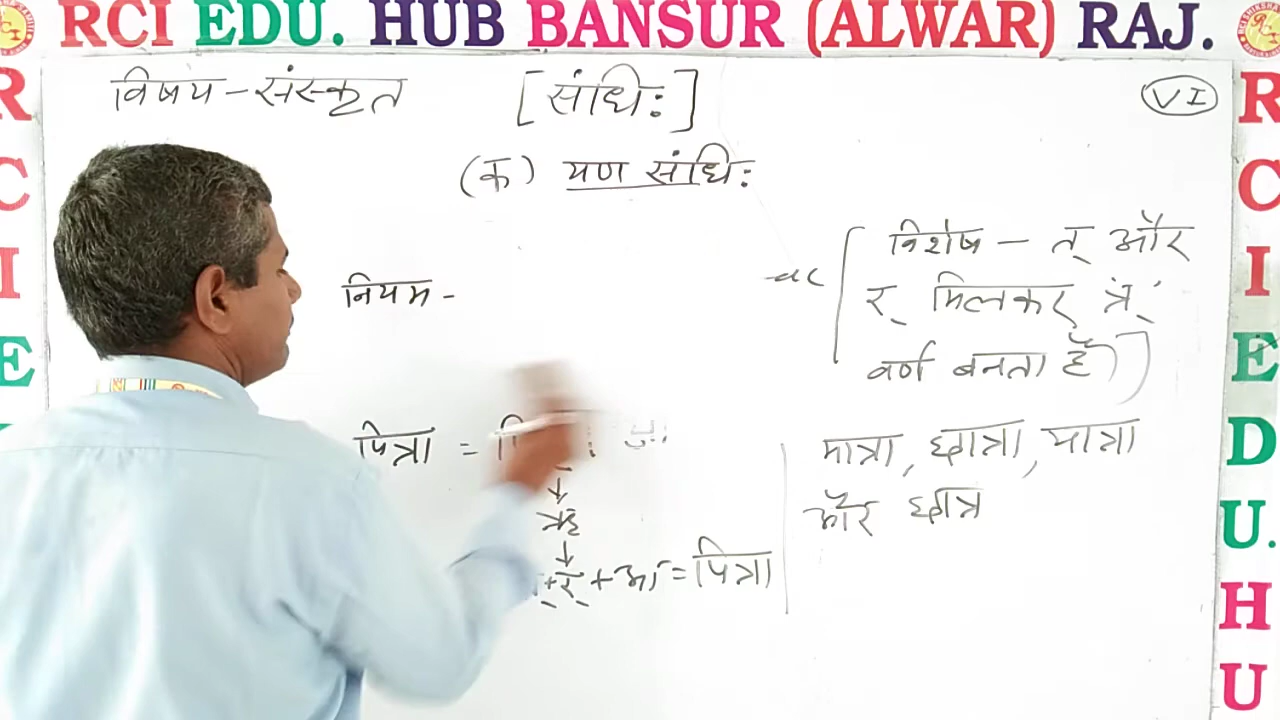 RCI EDU. HUB BANSUR (ALWAR) RAJ.
विषय - संस्कृत [संधिः] VI
(क) यण संधिः
नियम -
विशेष - त् और
र् मिलकर त्र्
वर्ण बनता है)]
पित्रा =
मात्रा, छात्रा, यात्रा
और छात्र
↓
ऋ
↓
+ र् + आ = पित्रा
R
C
I
E
R
C
I
E
D
U.
H
U